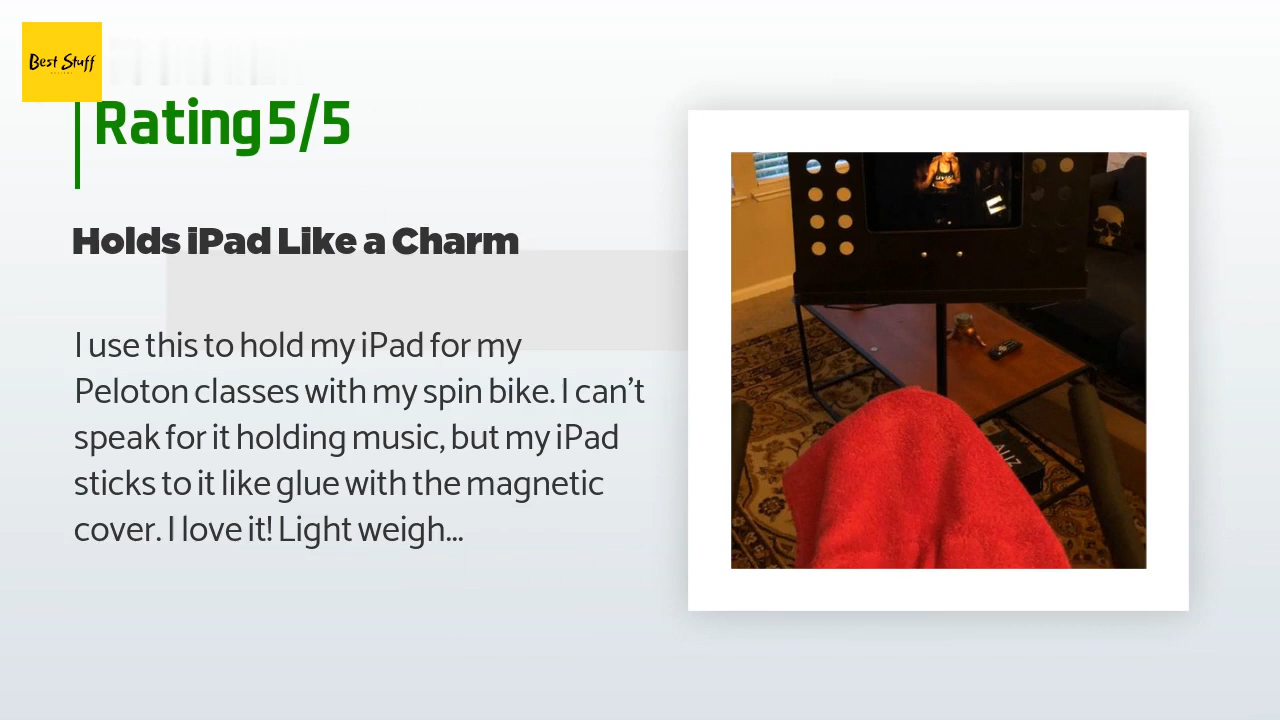 Best Stuff
Rating 5/5
Holds iPad Like a Charm
I use this to hold my iPad for my
Peloton classes with my spin bike. I can't
speak for it holding music, but my iPad
sticks to it like glue with the magnetic
cover. I love it! Light weigh...